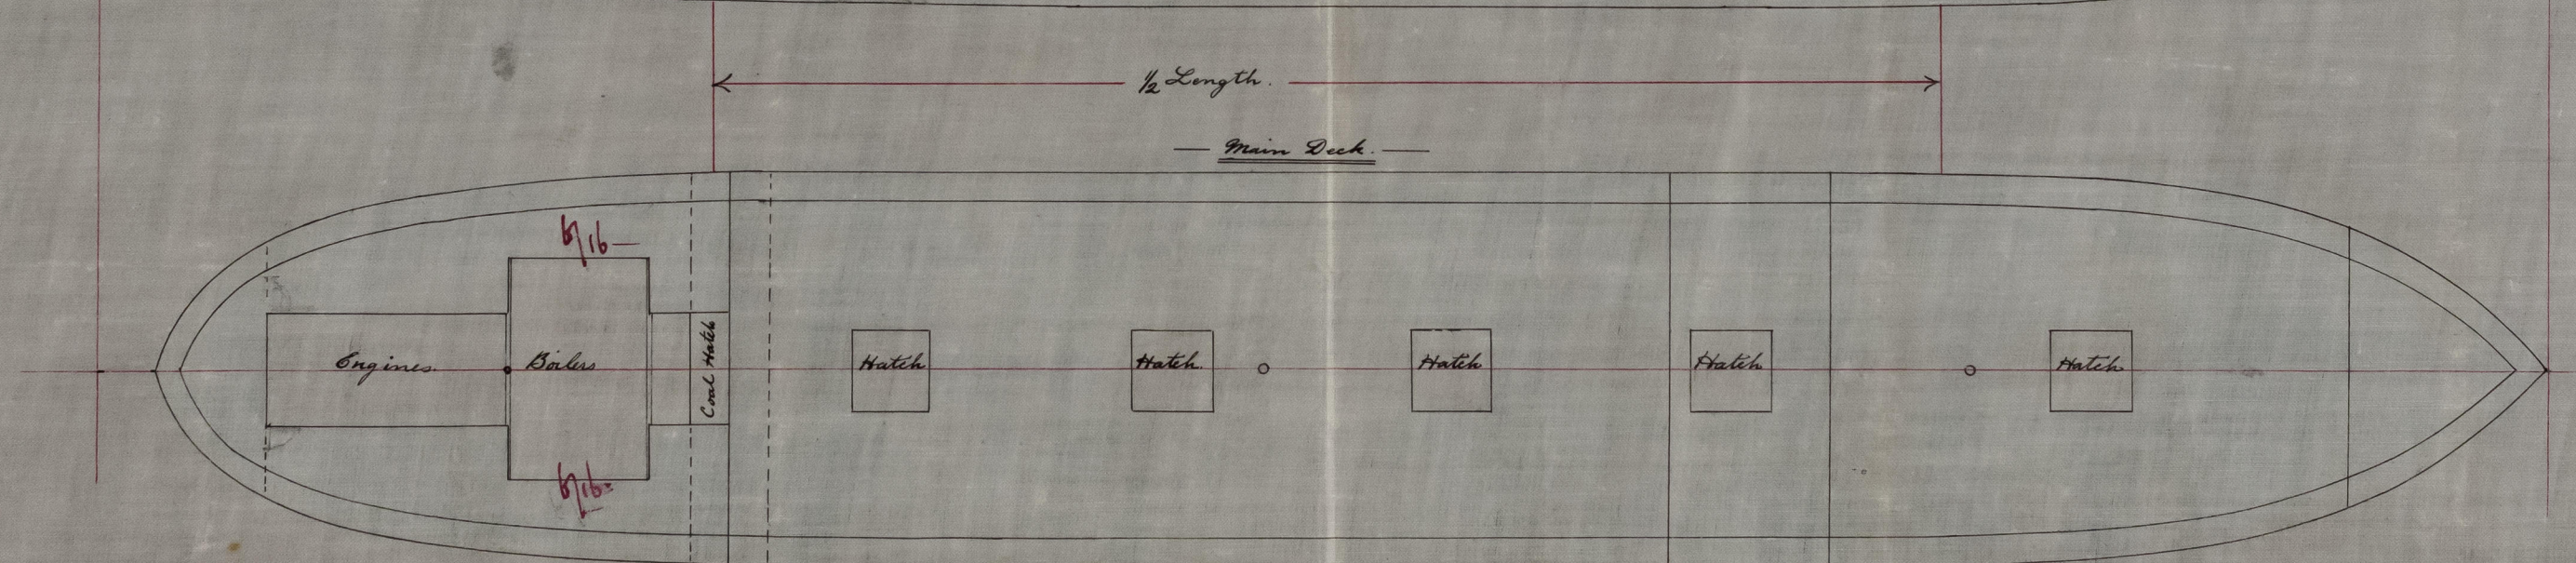 ½ Length.
Main Deck.
6/16
Engines.
Boilers
Coal Hatch
Hatch
Hatch.
Hatch
Hatch
Hatch
6/16